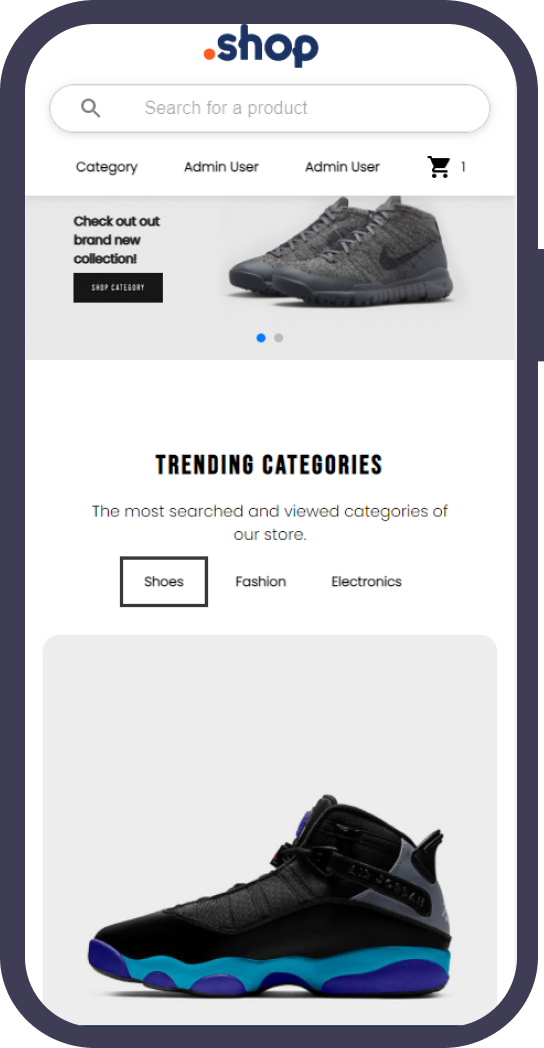 .shop
Search for a product
Category Admin User Admin User 1
Check out out
brand new
collection!
SHOP CATEGORY
TRENDING CATEGORIES
The most searched and viewed categories of
our store.
Shoes Fashion Electronics
AIR JORDAN